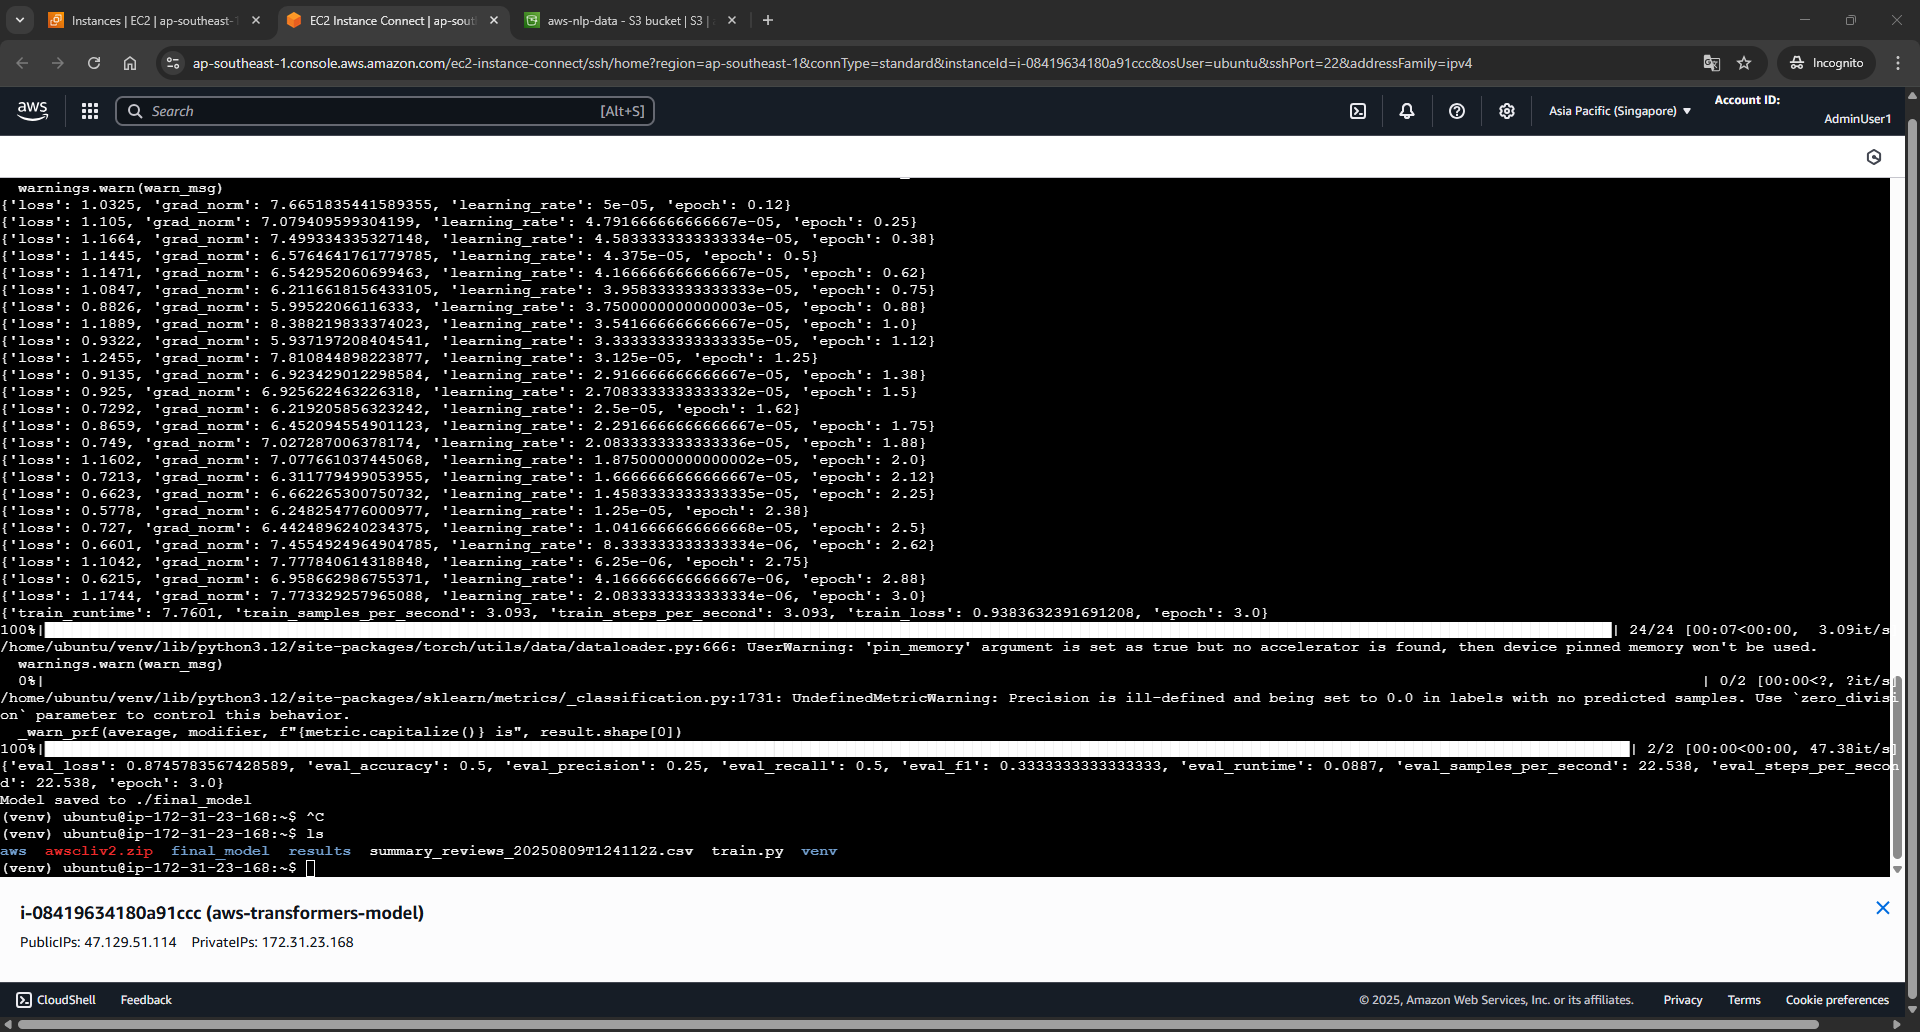 Instances | EC2 | ap-southeast-1
EC2 Instance Connect | ap-sout
aws-nlp-data - S3 bucket | S3 |
ap-southeast-1.console.aws.amazon.com/ec2-instance-connect/ssh/home?region=ap-southeast-1&connType=standard&instanceId=i-08419634180a91ccc&osUser=ubuntu&sshPort=22&addressFamily=ipv4
Incognito
aws
Search
[Alt+S]
Asia Pacific (Singapore)
Account ID:
AdminUser1
warnings.warn(warn_msg)
{'loss': 1.0325, 'grad_norm': 7.6651835441589355, 'learning_rate': 5e-05, 'epoch': 0.12}
{'loss': 1.105, 'grad_norm': 7.079409599304199, 'learning_rate': 4.791666666666667e-05, 'epoch': 0.25}
{'loss': 1.1664, 'grad_norm': 7.499334335327148, 'learning_rate': 4.5833333333333334e-05, 'epoch': 0.38}
{'loss': 1.1445, 'grad_norm': 6.5764641761779785, 'learning_rate': 4.375e-05, 'epoch': 0.5}
{'loss': 1.1471, 'grad_norm': 6.542952060699463, 'learning_rate': 4.166666666666667e-05, 'epoch': 0.62}
{'loss': 1.0847, 'grad_norm': 6.2116618156433105, 'learning_rate': 3.958333333333333e-05, 'epoch': 0.75}
{'loss': 0.8826, 'grad_norm': 5.99522066116333, 'learning_rate': 3.7500000000000003e-05, 'epoch': 0.88}
{'loss': 1.1889, 'grad_norm': 8.388219833374023, 'learning_rate': 3.541666666666667e-05, 'epoch': 1.0}
{'loss': 0.9322, 'grad_norm': 5.937197208404541, 'learning_rate': 3.3333333333333335e-05, 'epoch': 1.12}
{'loss': 1.2455, 'grad_norm': 7.810844898223877, 'learning_rate': 3.125e-05, 'epoch': 1.25}
{'loss': 0.9135, 'grad_norm': 6.923429012298584, 'learning_rate': 2.916666666666667e-05, 'epoch': 1.38}
{'loss': 0.925, 'grad_norm': 6.925622463226318, 'learning_rate': 2.7083333333333332e-05, 'epoch': 1.5}
{'loss': 0.7292, 'grad_norm': 6.219205856323242, 'learning_rate': 2.5e-05, 'epoch': 1.62}
{'loss': 0.8659, 'grad_norm': 6.452094554901123, 'learning_rate': 2.2916666666666667e-05, 'epoch': 1.75}
{'loss': 0.749, 'grad_norm': 7.027287006378174, 'learning_rate': 2.0833333333333336e-05, 'epoch': 1.88}
{'loss': 1.1602, 'grad_norm': 7.077661037445068, 'learning_rate': 1.8750000000000002e-05, 'epoch': 2.0}
{'loss': 0.7213, 'grad_norm': 6.311779499053955, 'learning_rate': 1.6666666666666667e-05, 'epoch': 2.12}
{'loss': 0.6623, 'grad_norm': 6.662265300750732, 'learning_rate': 1.4583333333333335e-05, 'epoch': 2.25}
{'loss': 0.5778, 'grad_norm': 6.248254776000977, 'learning_rate': 1.25e-05, 'epoch': 2.38}
{'loss': 0.727, 'grad_norm': 6.4424896240234375, 'learning_rate': 1.0416666666666668e-05, 'epoch': 2.5}
{'loss': 0.6601, 'grad_norm': 7.4554924964904785, 'learning_rate': 8.333333333333334e-06, 'epoch': 2.62}
{'loss': 1.1042, 'grad_norm': 7.777840614318848, 'learning_rate': 6.25e-06, 'epoch': 2.75}
{'loss': 0.6215, 'grad_norm': 6.958662986755371, 'learning_rate': 4.166666666666667e-06, 'epoch': 2.88}
{'loss': 1.1744, 'grad_norm': 7.773329257965088, 'learning_rate': 2.0833333333333334e-06, 'epoch': 3.0}
{'train_runtime': 7.7601, 'train_samples_per_second': 3.093, 'train_steps_per_second': 3.093, 'train_loss': 0.9383632391691208, 'epoch': 3.0}
100%| | 24/24 [00:07<00:00, 3.09it/s
/home/ubuntu/venv/lib/python3.12/site-packages/torch/utils/data/dataloader.py:666: UserWarning: 'pin_memory' argument is set as true but no accelerator is found, then device pinned memory won't be used.
warnings.warn(warn_msg)
0%| | 0/2 [00:00<?, ?it/s
/home/ubuntu/venv/lib/python3.12/site-packages/sklearn/metrics/_classification.py:1731: UndefinedMetricWarning: Precision is ill-defined and being set to 0.0 in labels with no predicted samples. Use `zero_divisi
on` parameter to control this behavior.
_warn_prf(average, modifier, f"{metric.capitalize()} is", result.shape[0])
100%| | 2/2 [00:00<00:00, 47.38it/s]
{'eval_loss': 0.8745783567428589, 'eval_accuracy': 0.5, 'eval_precision': 0.25, 'eval_recall': 0.5, 'eval_f1': 0.3333333333333333, 'eval_runtime': 0.0887, 'eval_samples_per_second': 22.538, 'eval_steps_per_secon
d': 22.538, 'epoch': 3.0}
Model saved to ./final_model
(venv) ubuntu@ip-172-31-23-168:~$ ^C
(venv) ubuntu@ip-172-31-23-168:~$ ls
aws awscliv2.zip final_model results summary_reviews_20250809T124112Z.csv train.py venv
(venv) ubuntu@ip-172-31-23-168:~$
i-08419634180a91ccc (aws-transformers-model)
PublicIPs: 47.129.51.114 PrivateIPs: 172.31.23.168
CloudShell
Feedback
© 2025, Amazon Web Services, Inc. or its affiliates.
Privacy
Terms
Cookie preferences